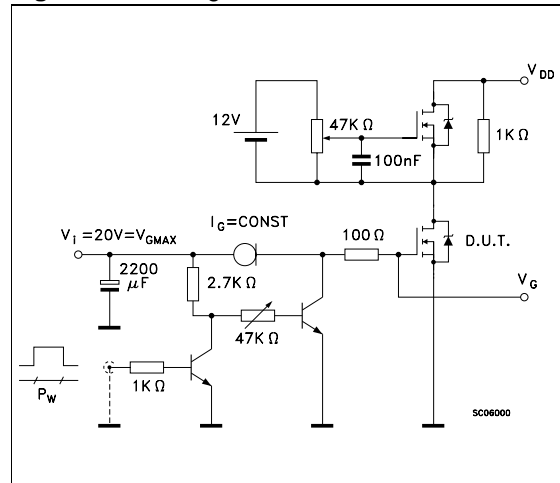 V_DD
12V
47K Ω
100nF
1K Ω
I_G=CONST
V_i =20V=V_GMAX
100 Ω
D.U.T.
2200
μF
2.7K Ω
V_G
47K Ω
1K Ω
P_W
SC06000